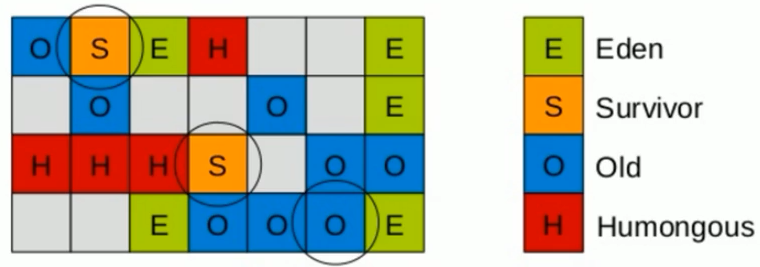 O S E H E E Eden
O O E S Survivor
H H H S O O O Old
E O O O E H Humongous